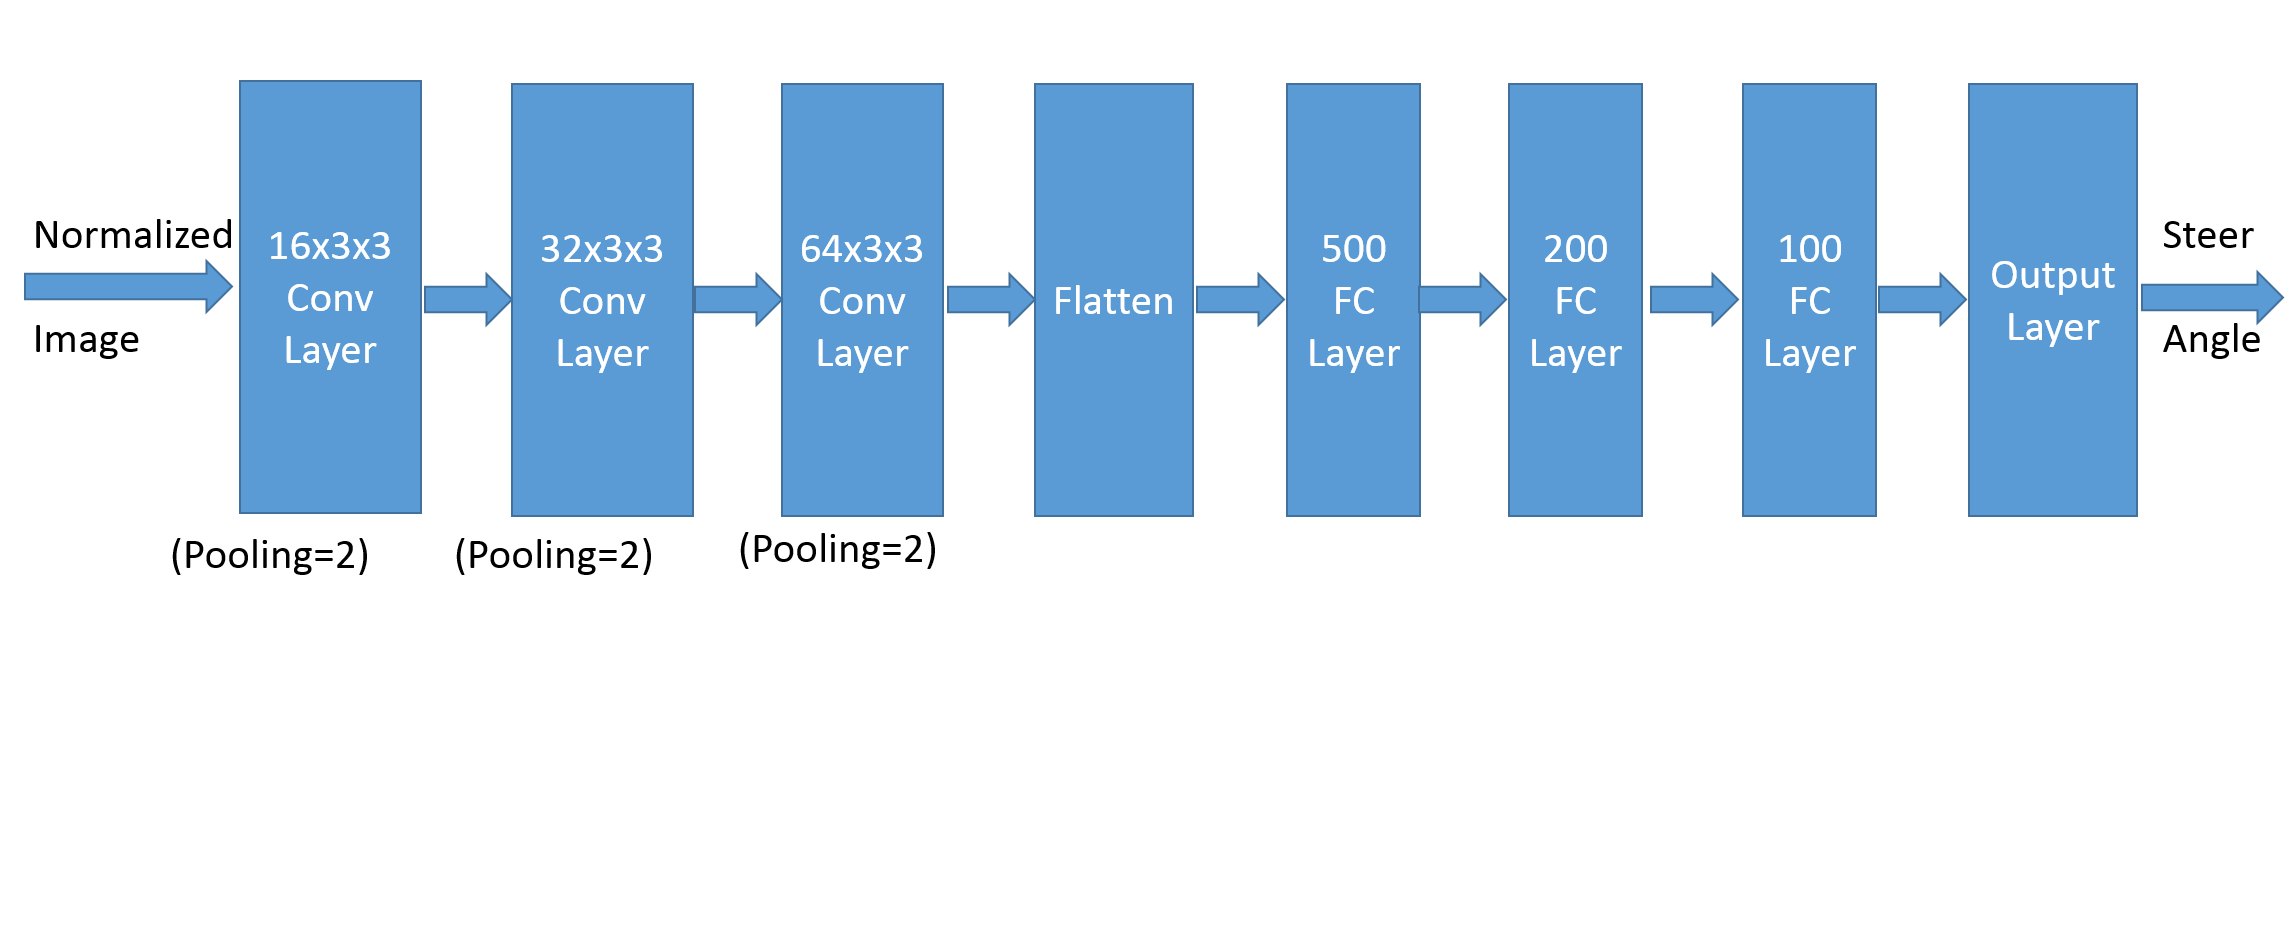 Normalized
Image
16x3x3
Conv
Layer
(Pooling=2)
32x3x3
Conv
Layer
(Pooling=2)
64x3x3
Conv
Layer
(Pooling=2)
Flatten
500
FC
Layer
200
FC
Layer
100
FC
Layer
Output
Layer
Steer
Angle